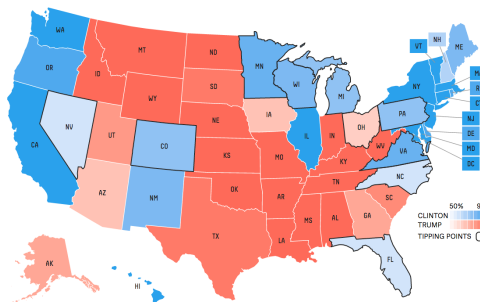 WA
NH
VT
ME
MT
ND
OR
MN
ID
SD
WI
NY
WY
MI
IA
NE
PA
NJ
NV
OH
DE
UT
IL
IN
CO
MD
WV
VA
DC
CA
KS
MO
KY
NC
TN
AZ
OK
NM
AR
SC
50%
MS
AL
GA
CLINTON
TRUMP
TIPPING POINTS
TX
LA
AK
FL
HI